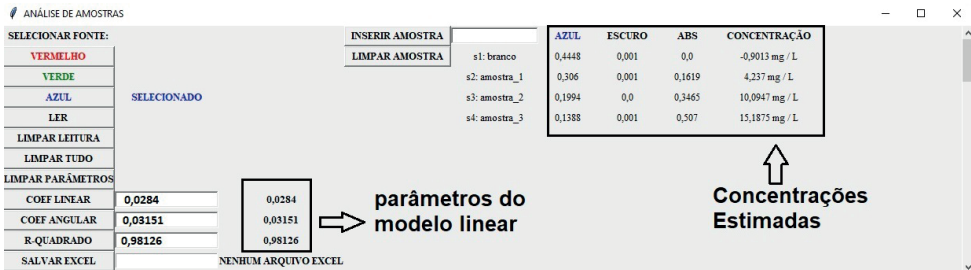 ANÁLISE DE AMOSTRAS
SELECIONAR FONTE: INSERIR AMOSTRA AZUL ESCURO ABS CONCENTRAÇÃO
VERMELHO LIMPAR AMOSTRA s1: branco 0,4448 0,001 0,0 -0,9013 mg / L
VERDE s2: amostra_1 0,306 0,001 0,1619 4,237 mg / L
AZUL SELECIONADO s3: amostra_2 0,1994 0,0 0,3465 10,0947 mg / L
LER s4: amostra_3 0,1388 0,001 0,507 15,1875 mg / L
LIMPAR LEITURA
LIMPAR TUDO
LIMPAR PARÂMETROS
COEF LINEAR 0,0284 0,0284 parâmetros do Concentrações
COEF ANGULAR 0,03151 0,03151 modelo linear Estimadas
R-QUADRADO 0,98126 0,98126
SALVAR EXCEL NENHUM ARQUIVO EXCEL